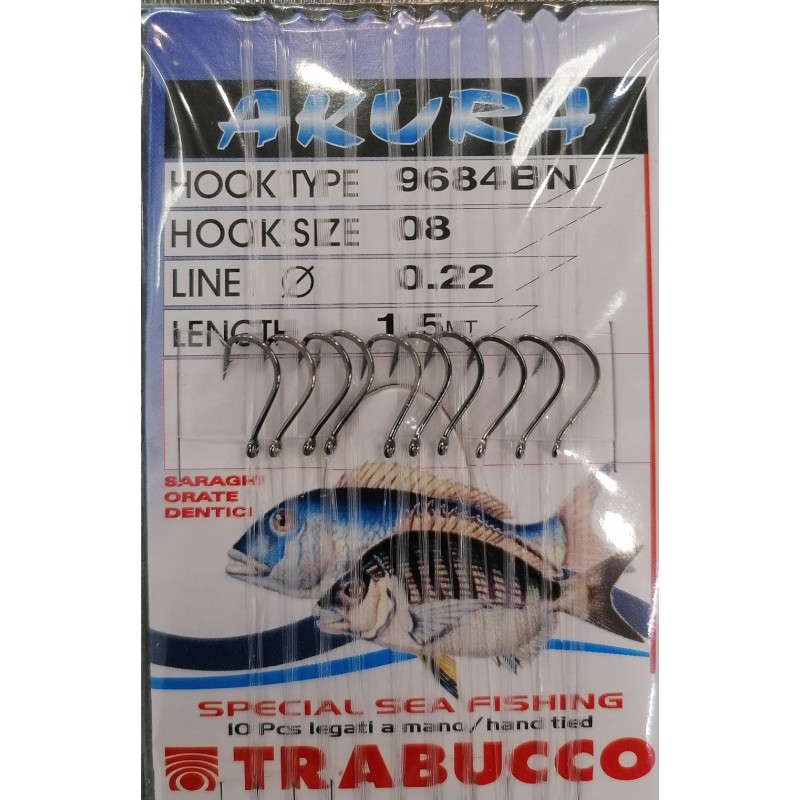 AKURA
HOOK TYPE 9684BN
HOOK SIZE 08
LINE Ø 0.22
LENGTH 1.5MT
SARAGHI
ORATE
DENTICI
SPECIAL SEA FISHING
10 Pcs legati a mano/hand tied
TRABUCCO